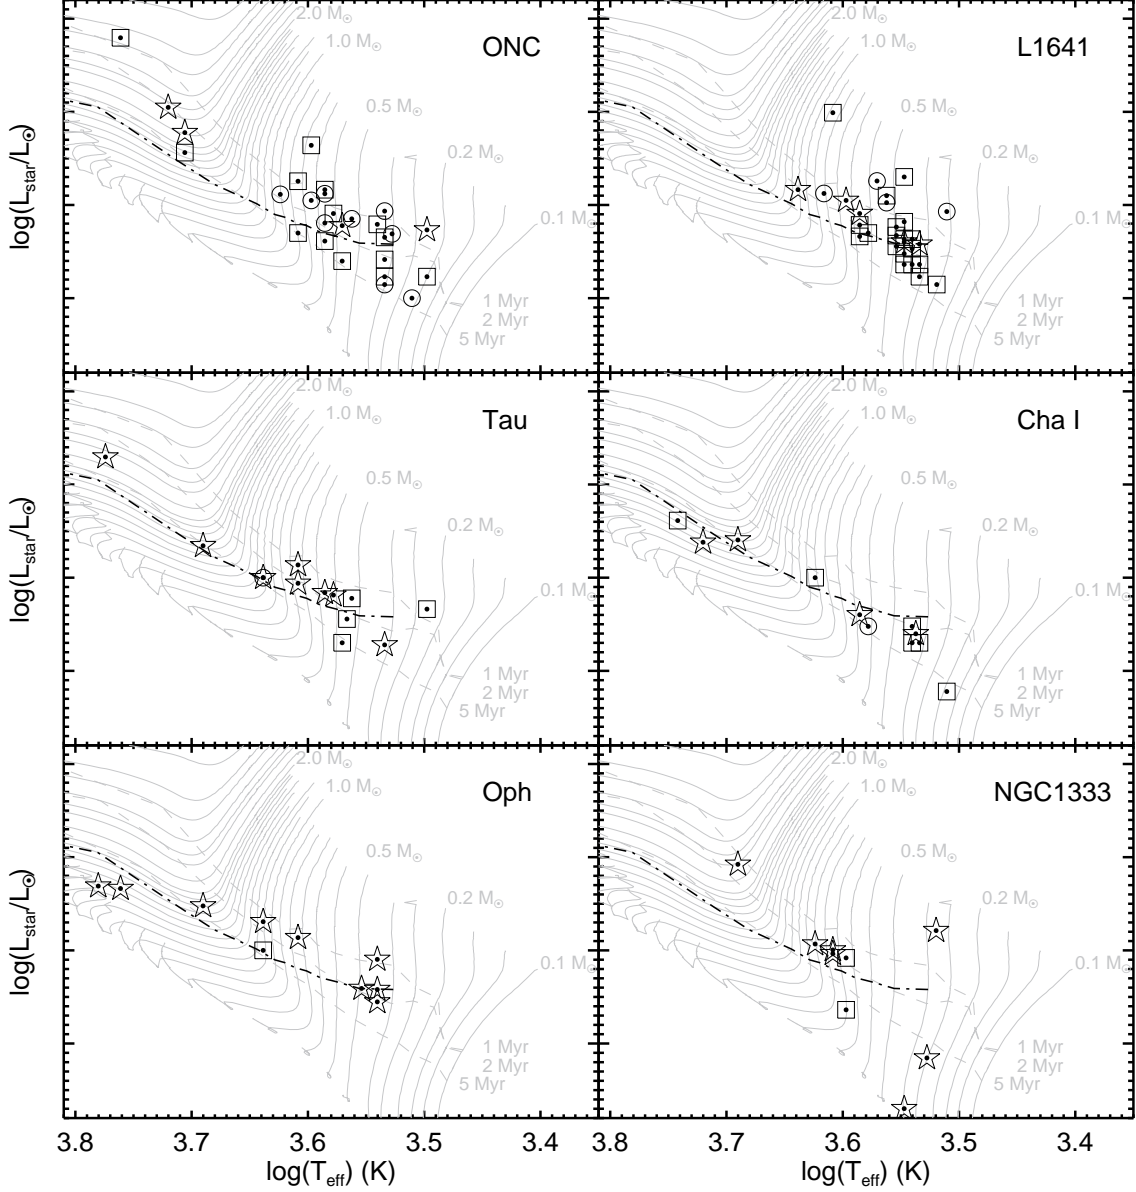 2.0 M☉
1.0 M☉
ONC
0.5 M☉
0.2 M☉
0.1 M
1 Myr
2 Myr
5 Myr
log(L_star/L☉)
2.0 M☉
1.0 M☉
L1641
0.5 M☉
0.2 M☉
0.1 M☉
1 Myr
2 Myr
5 Myr
2.0 M☉
1.0 M☉
Tau
0.5 M☉
0.2 M☉
0.1 M☉
1 Myr
2 Myr
5 Myr
log(L_star/L☉)
2.0 M☉
1.0 M☉
Cha I
0.5 M☉
0.2 M☉
0.1 M☉
1 Myr
2 Myr
5 Myr
2.0 M☉
1.0 M☉
Oph
0.5 M☉
0.2 M☉
0.1 M☉
1 Myr
2 Myr
5 Myr
log(L_star/L☉)
2.0 M☉
1.0 M☉
NGC1333
0.5 M☉
0.2 M☉
0.1 M☉
1 Myr
2 Myr
5 Myr
3.8 3.7 3.6 3.5 3.4
log(T_eff) (K)
3.8 3.7 3.6 3.5 3.4
log(T_eff) (K)